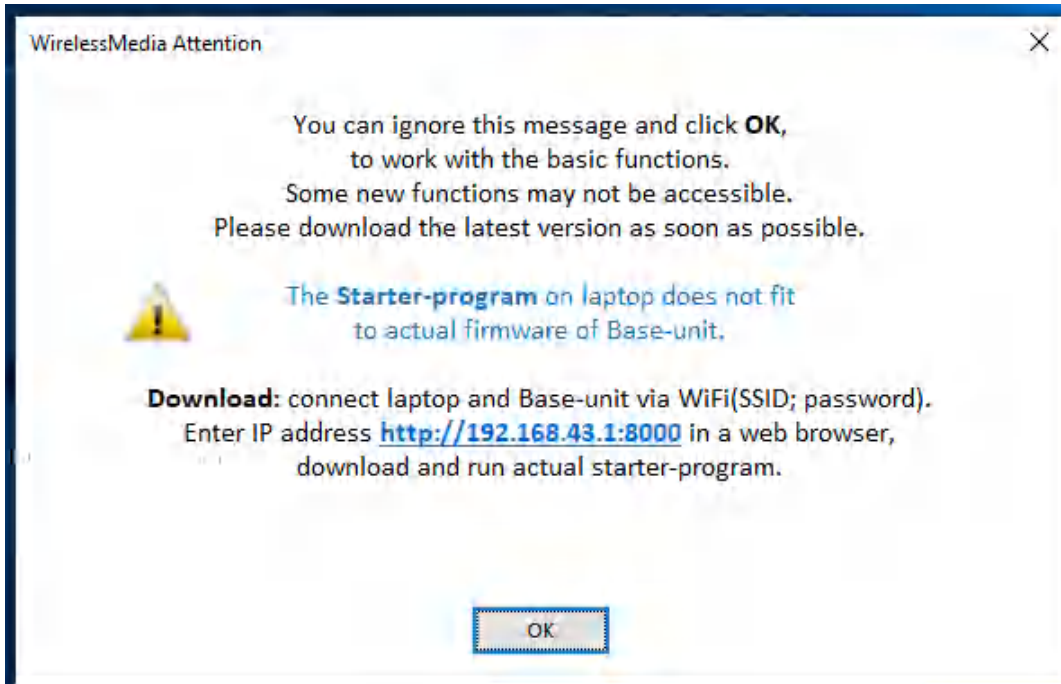 WirelessMedia Attention
You can ignore this message and click OK,
to work with the basic functions.
Some new functions may not be accessible.
Please download the latest version as soon as possible.
The Starter-program on laptop does not fit
to actual firmware of Base-unit.
Download: connect laptop and Base-unit via WiFi(SSID; password).
Enter IP address http://192.168.43.1:8000 in a web browser,
download and run actual starter-program.
OK